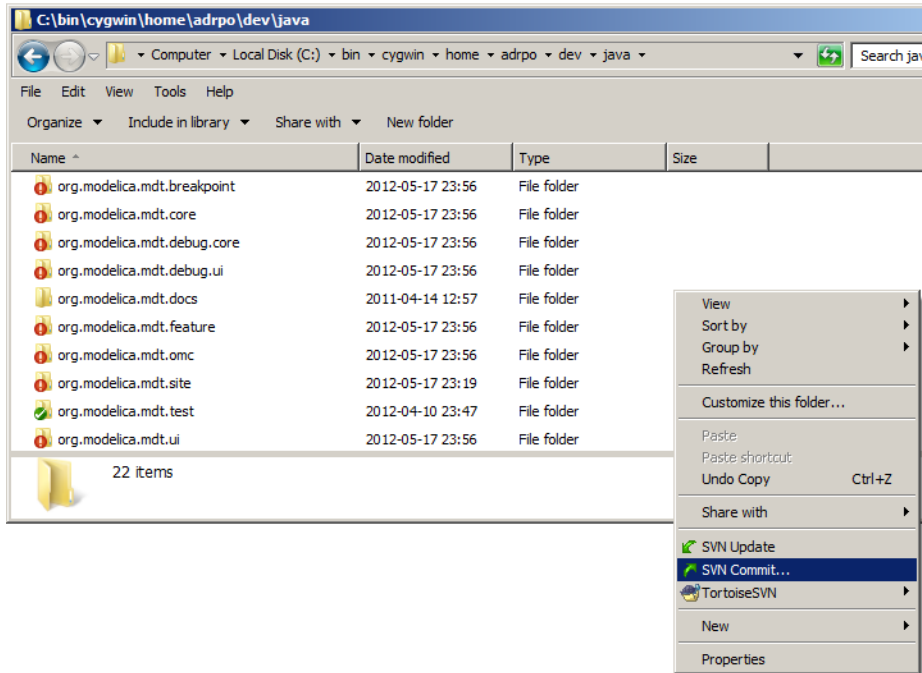 C:\bin\cygwin\home\adrpo\dev\java
Computer Local Disk (C:) bin cygwin home adrpo dev java Search jav
File Edit View Tools Help
Organize Include in library Share with New folder
Name Date modified Type Size
org.modelica.mdt.breakpoint 2012-05-17 23:56 File folder
org.modelica.mdt.core 2012-05-17 23:56 File folder
org.modelica.mdt.debug.core 2012-05-17 23:56 File folder
org.modelica.mdt.debug.ui 2012-05-17 23:56 File folder
org.modelica.mdt.docs 2011-04-14 12:57 File folder
org.modelica.mdt.feature 2012-05-17 23:56 File folder
org.modelica.mdt.omc 2012-05-17 23:56 File folder
org.modelica.mdt.site 2012-05-17 23:19 File folder
org.modelica.mdt.test 2012-04-10 23:47 File folder
org.modelica.mdt.ui 2012-05-17 23:56 File folder
22 items
View
Sort by
Group by
Refresh
Customize this folder...
Paste
Paste shortcut
Undo Copy Ctrl+Z
Share with
SVN Update
SVN Commit...
TortoiseSVN
New
Properties